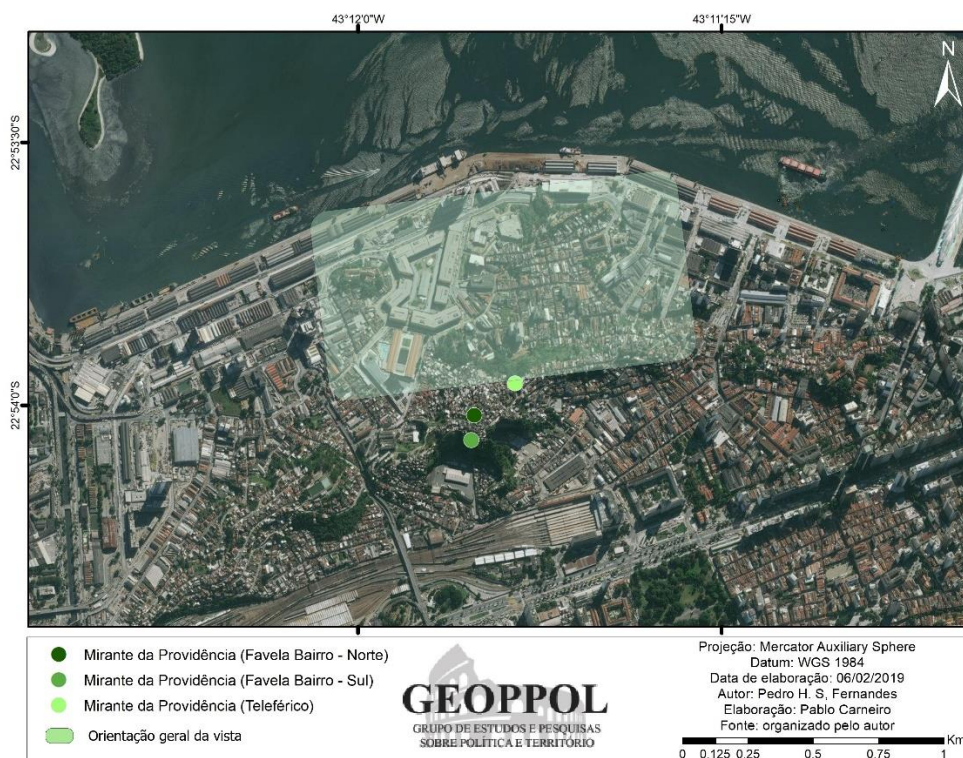 43°12'0"W
43°11'15"W
N
22°53'30"S
22°54'0"S
Mirante da Providência (Favela Bairro - Norte)
Mirante da Providência (Favela Bairro - Sul)
Mirante da Providência (Teleférico)
Orientação geral da vista
GEOPPOL
GRUPO DE ESTUDOS E PESQUISAS
SOBRE POLÍTICA E TERRITÓRIO
Projeção: Mercator Auxiliary Sphere
Datum: WGS 1984
Data de elaboração: 06/02/2019
Autor: Pedro H. S, Fernandes
Elaboração: Pablo Carneiro
Fonte: organizado pelo autor
Km
0 0.125 0.25 0.5 0.75 1